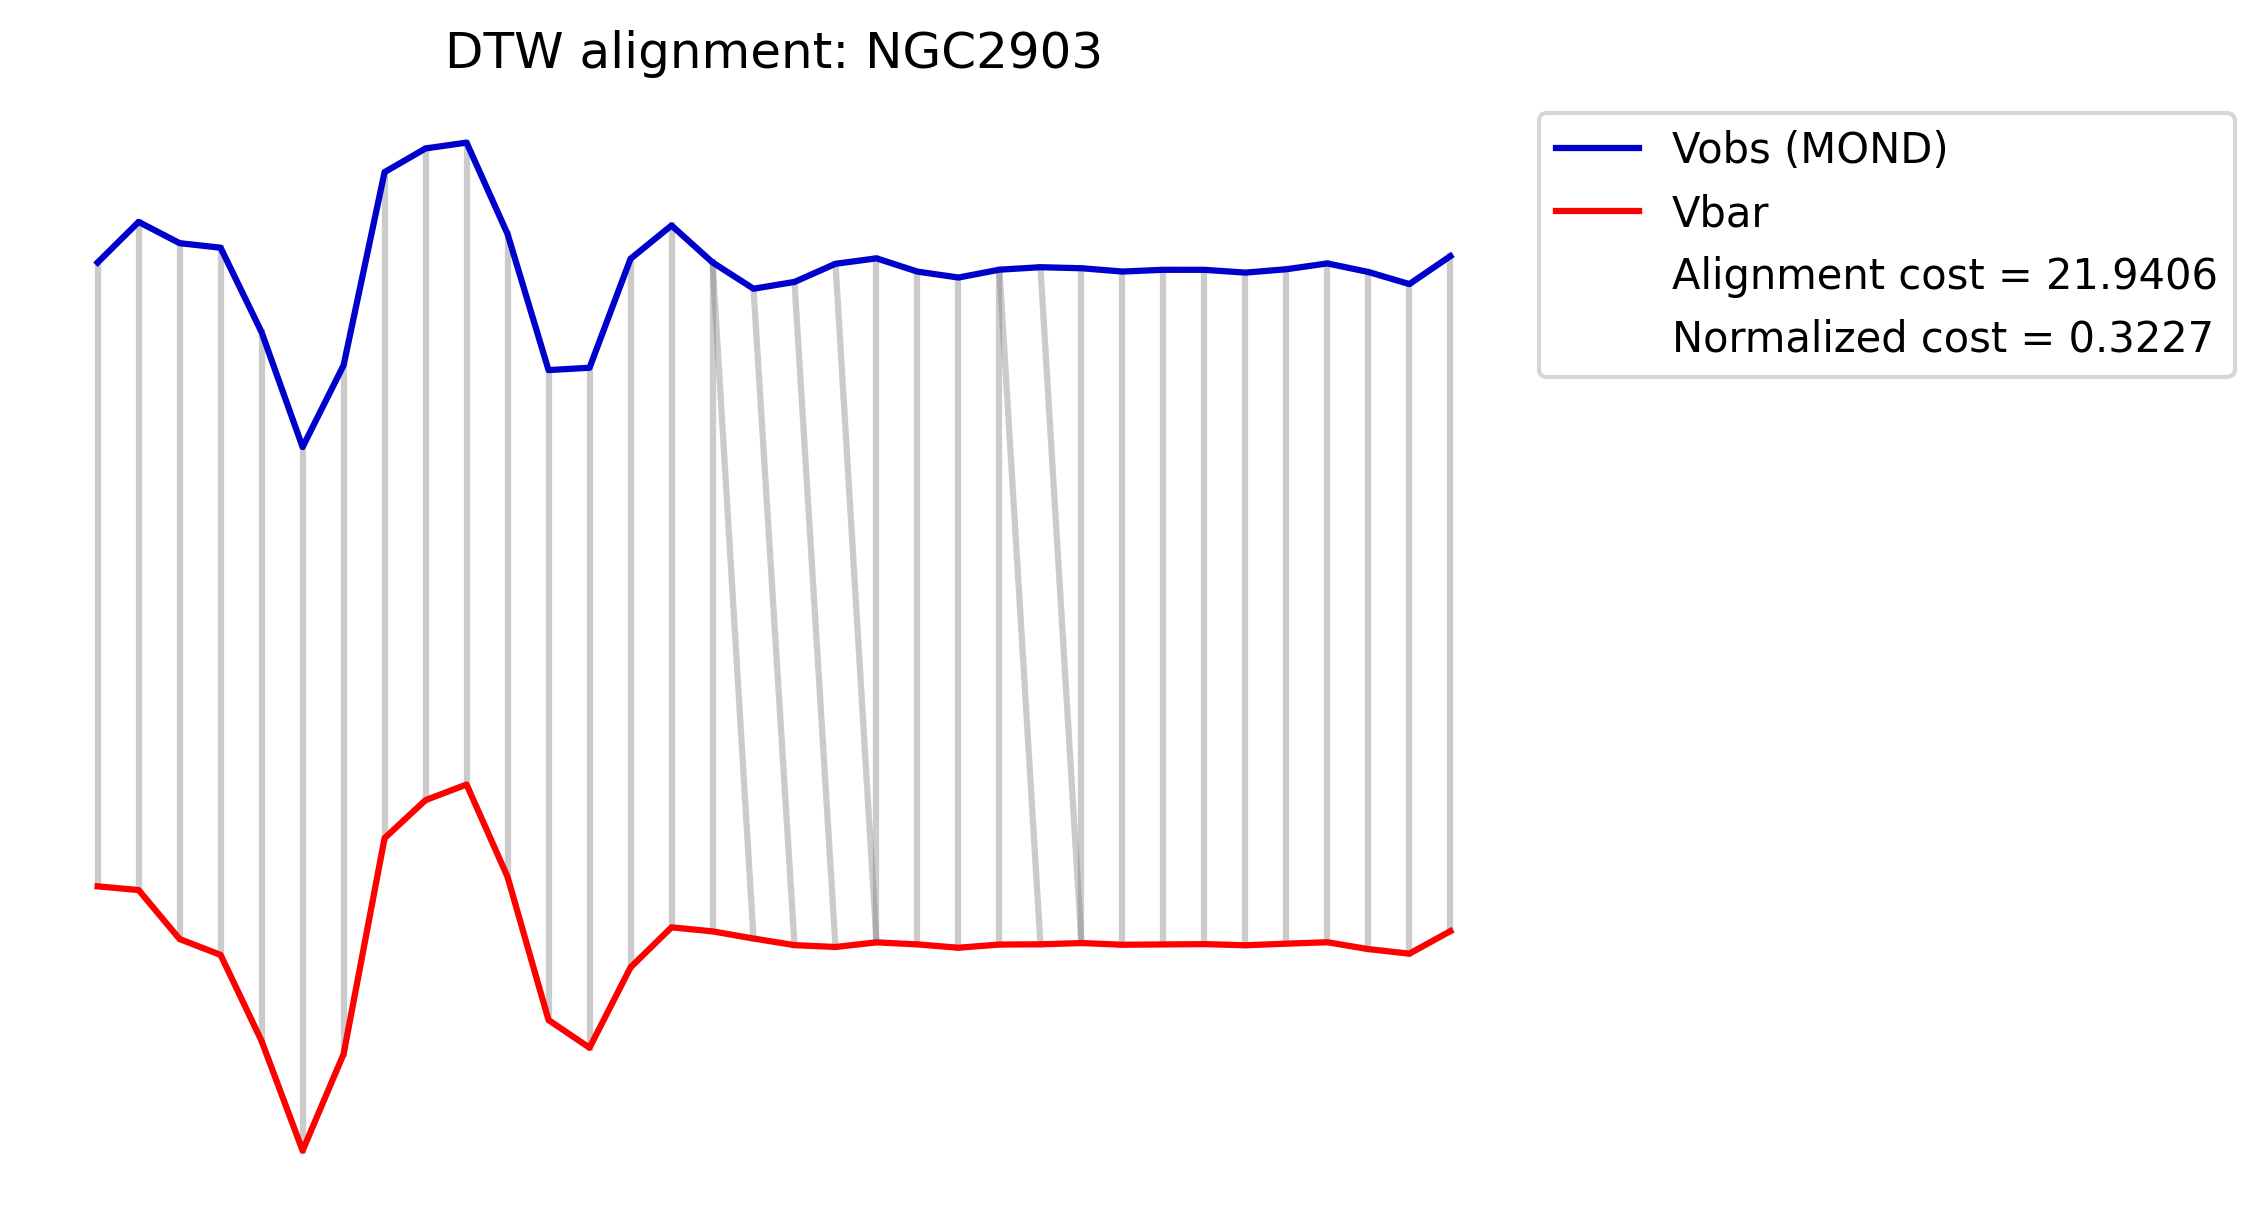 DTW alignment: NGC2903
Vobs (MOND)
Vbar
Alignment cost = 21.9406
Normalized cost = 0.3227